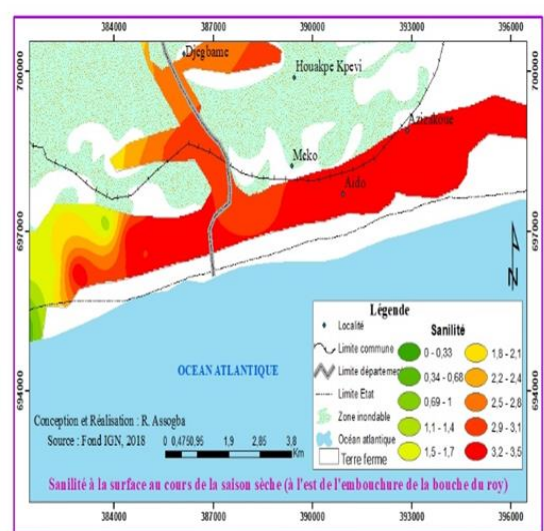 384000 387000 390000 393000 396000
700000
700000
Djegbame
Houakpe Kpevi
Azizakoue
Meko
Aido
697000
697000
N
Légende
Localité
Limite commune
Limite département
Limite Etat
Zone inondable
Océan atlantique
Terre ferme
Sanilité
0 - 0,33
0,34 - 0,68
0,69 - 1
1,1 - 1,4
1,5 - 1,7
1,8 - 2,1
2,2 - 2,4
2,5 - 2,8
2,9 - 3,1
3,2 - 3,5
OCEAN ATLANTIQUE
694000
694000
Conception et Réalisation : R. Assogba
Source : Fond IGN, 2018
0 0,475 0,95 1,9 2,85 3,8
Km
Sanilité à la surface au cours de la saison sèche (à l'est de l'embouchure de la bouche du roy)
384000 387000 390000 393000 396000